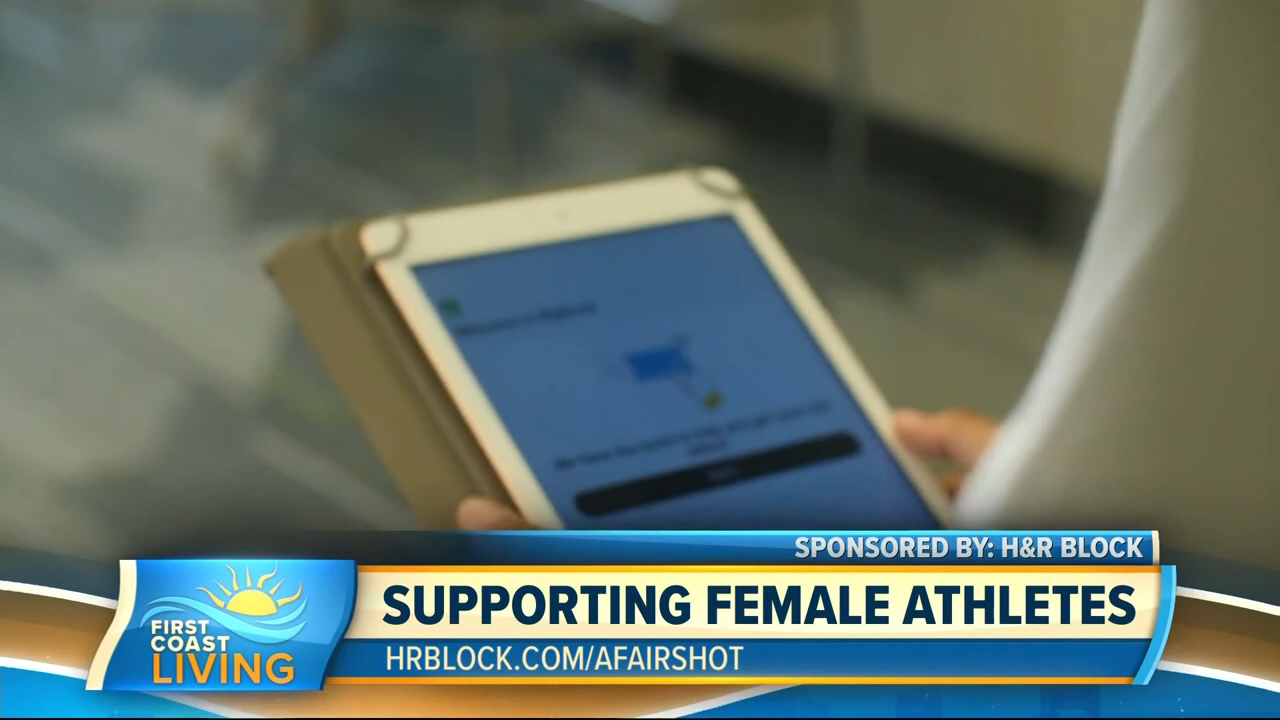 SPONSORED BY: H&R BLOCK
SUPPORTING FEMALE ATHLETES
HRBLOCK.COM/AFAIRSHOT
FIRST
COAST
LIVING